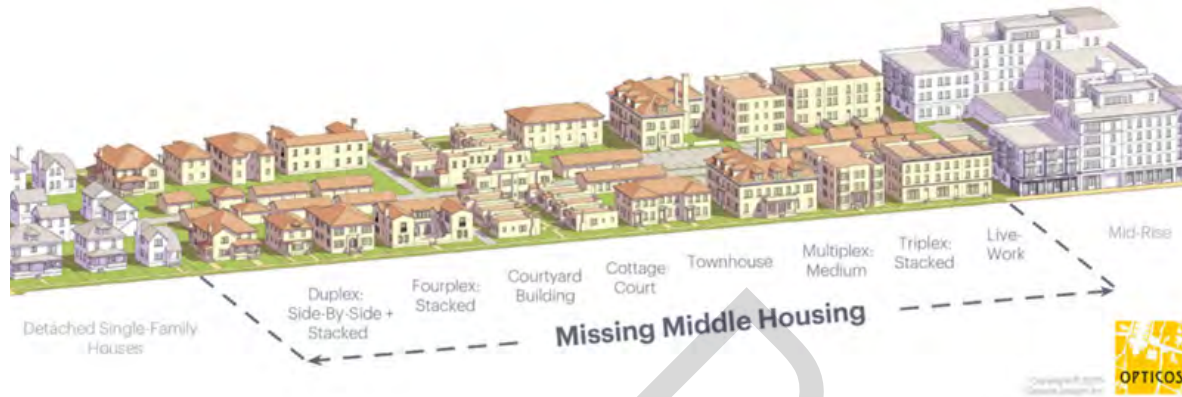 Detached Single-Family
Houses
Duplex:
Side-By-Side +
Stacked
Fourplex:
Stacked
Courtyard
Building
Cottage
Court
Townhouse
Multiplex:
Medium
Triplex:
Stacked
Live-
Work
Mid-Rise
Missing Middle Housing
OPTICOS